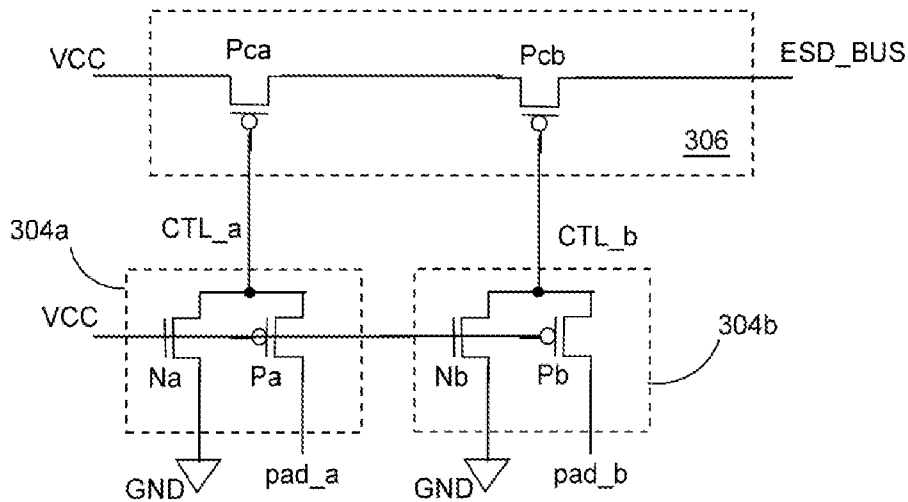 VCC
Pca
Pcb
ESD_BUS
306
304a
CTL_a
CTL_b
VCC
304b
Na
Pa
Nb
Pb
GND
pad_a
GND
pad_b